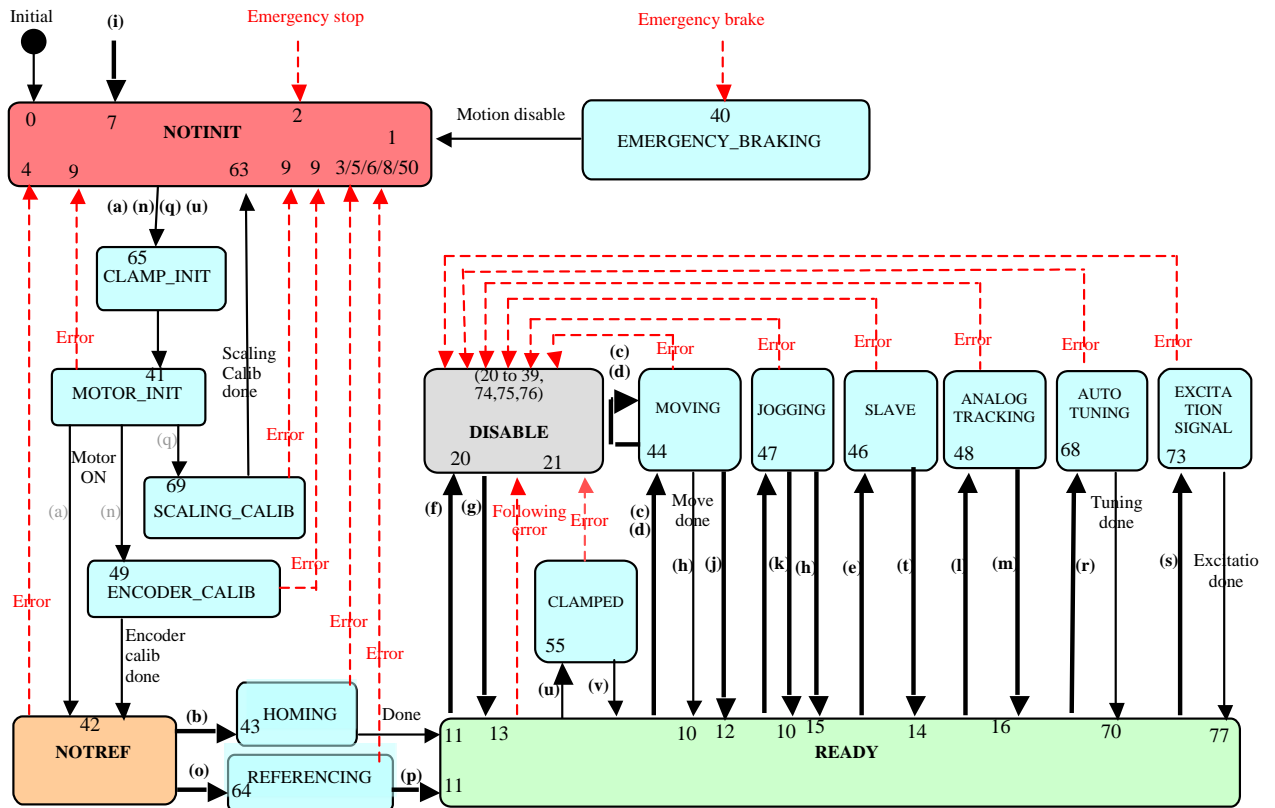 Initial
(i)
Emergency stop
Emergency brake
0
7
2
NOTINIT
1
4
9
63
9
9
3/5/6/8/50
Motion disable
40
EMERGENCY_BRAKING
(a) (n) (q) (u)
65
CLAMP_INIT
Error
41
MOTOR_INIT
Scaling
Calib
done
(q)
Motor
ON
69
SCALING_CALIB
(a)
(n)
Error
49
ENCODER_CALIB
Error
Error
Encoder
calib
done
Error
Error
42
NOTREF
(b)
43
HOMING
Done
(o)
64
REFERENCING
(p)
(20 to 39,
74,75,76)
DISABLE
20
21
(c)
(d)
Error
Error
Error
Error
Error
Error
MOVING
44
JOGGING
47
SLAVE
46
ANALOG
TRACKING
48
AUTO
TUNING
68
EXCITA
TION
SIGNAL
73
(f)
(g)
Following
error
Error
(c)
(d)
Move
done
(h)
(j)
(k)
(h)
(e)
(t)
(l)
(m)
(r)
Tuning
done
(s)
Excitatio
done
CLAMPED
55
(u)
(v)
11
13
10
12
10
15
14
16
70
77
READY
11